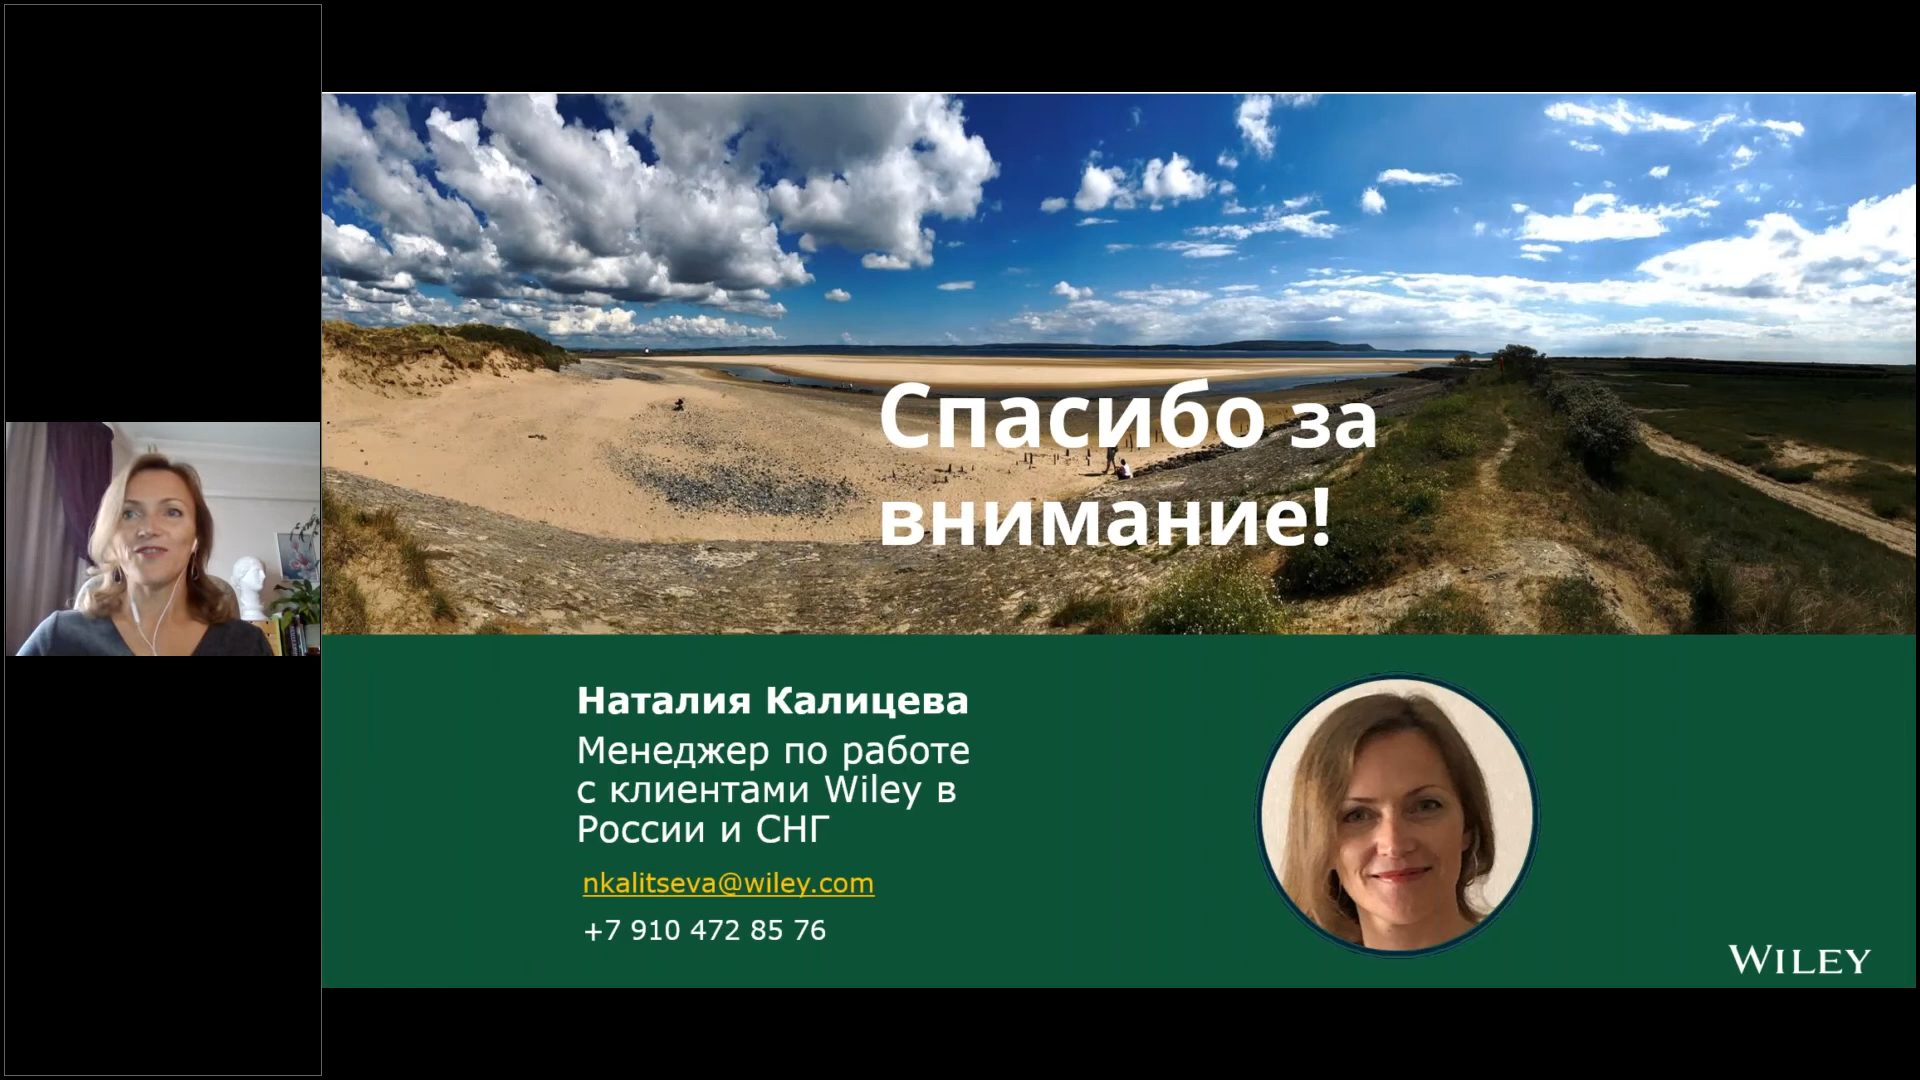 Спасибо за
внимание!
Наталия Калицева
Менеджер по работе
с клиентами Wiley в
России и СНГ
nkalitseva@wiley.com
+7 910 472 85 76
WILEY